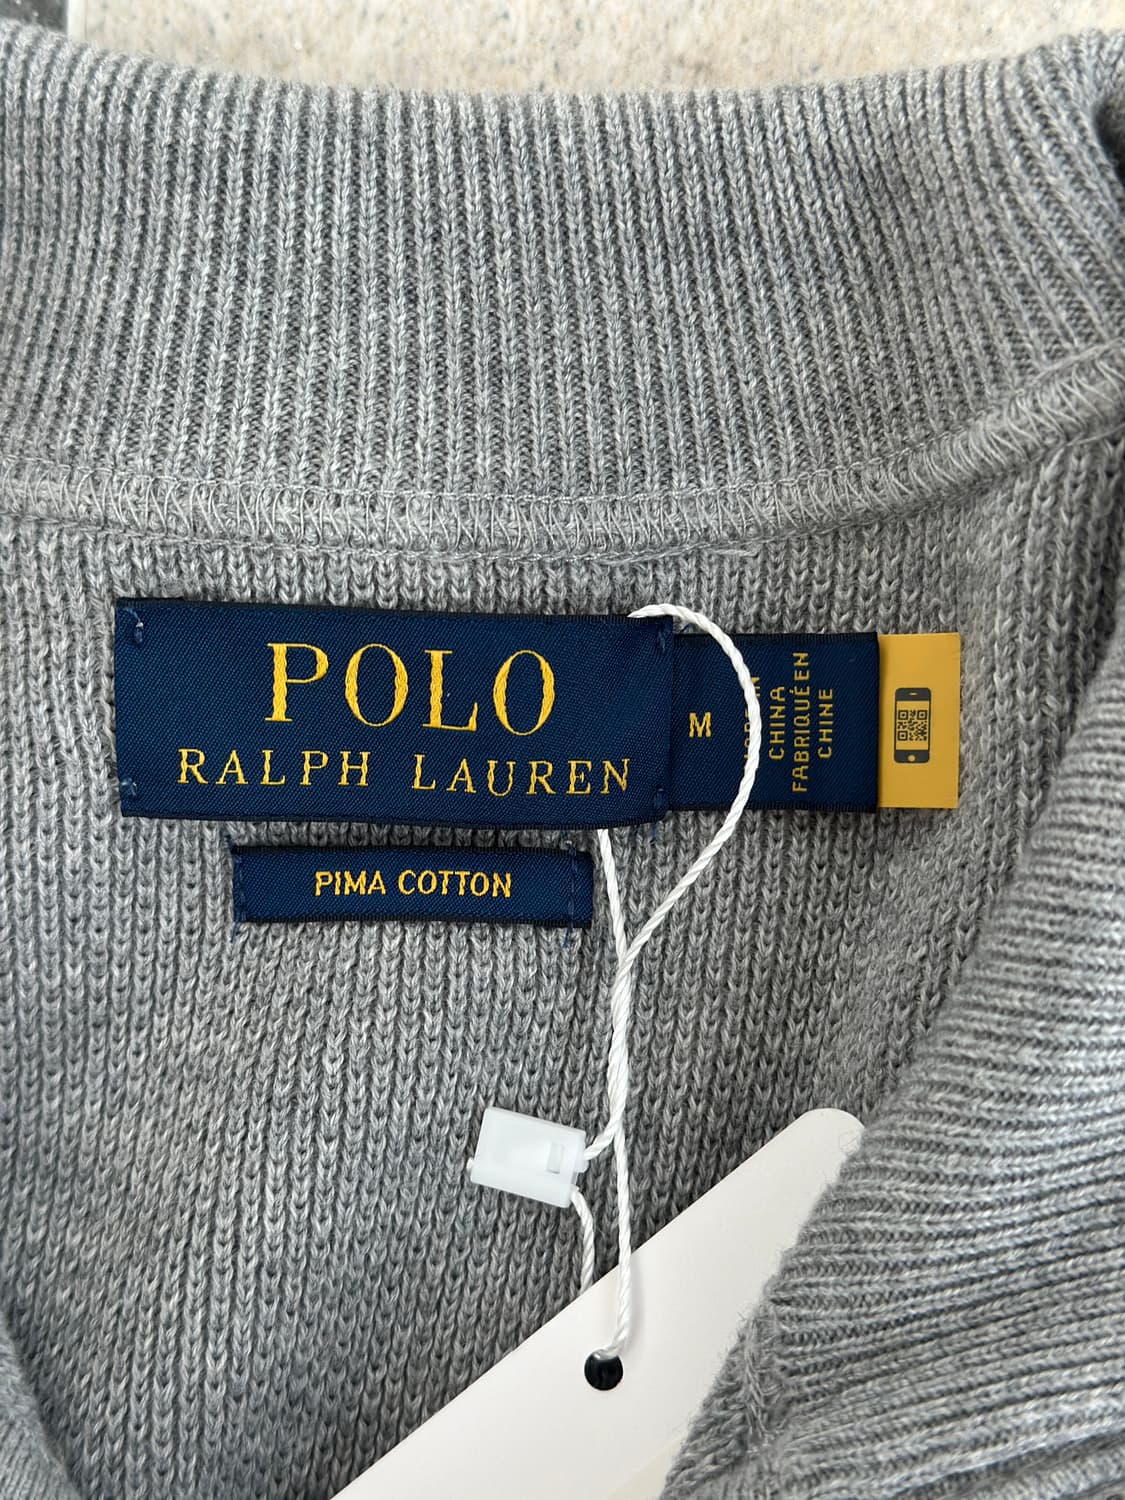 POLO
RALPH LAUREN
M
CHINA
FABRIQUÉ EN
CHINE
PIMA COTTON